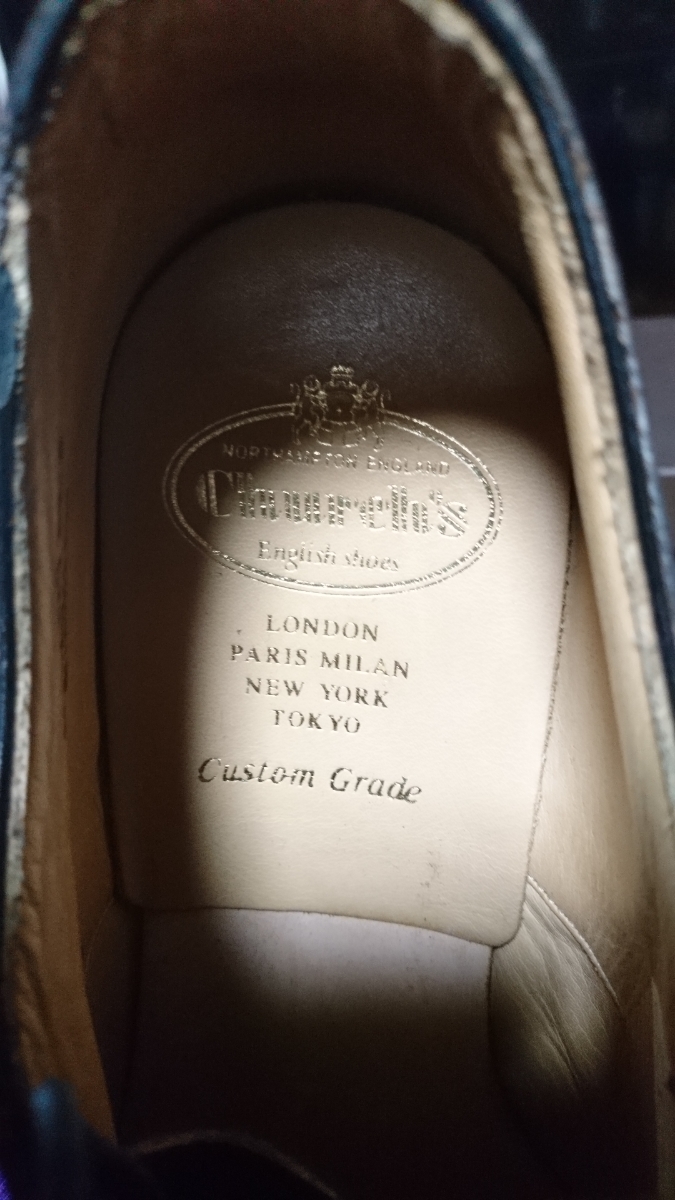 NORTHAMPTON ENGLAND
Church's
English shoes
LONDON
PARIS MILAN
NEW YORK
TOKYO
Custom Grade